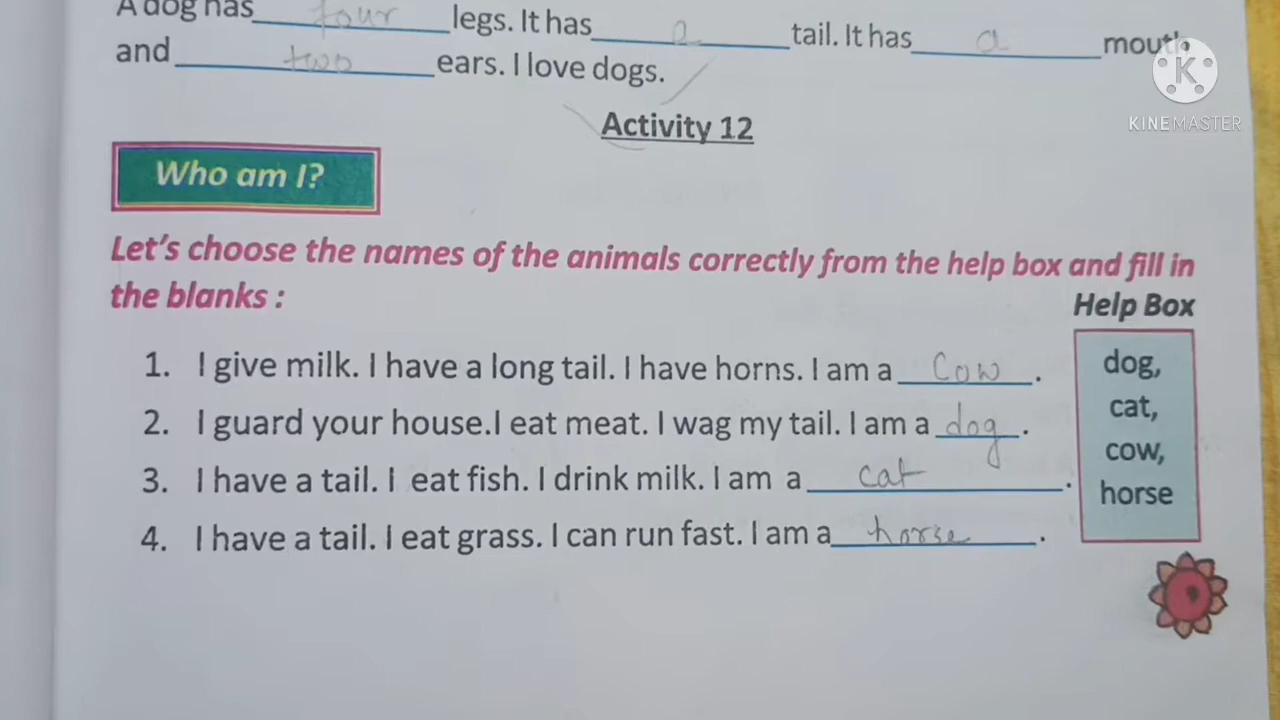 A dog has four legs. It has a tail. It has a mouth
and two ears. I love dogs.
K
KINEMASTER
Activity 12
Who am I?
Let's choose the names of the animals correctly from the help box and fill in
the blanks :
Help Box
1. I give milk. I have a long tail. I have horns. I am a Cow.
2. I guard your house.I eat meat. I wag my tail. I am a dog.
3. I have a tail. I eat fish. I drink milk. I am a cat.
4. I have a tail. I eat grass. I can run fast. I am a horse.
dog,
cat,
cow,
horse